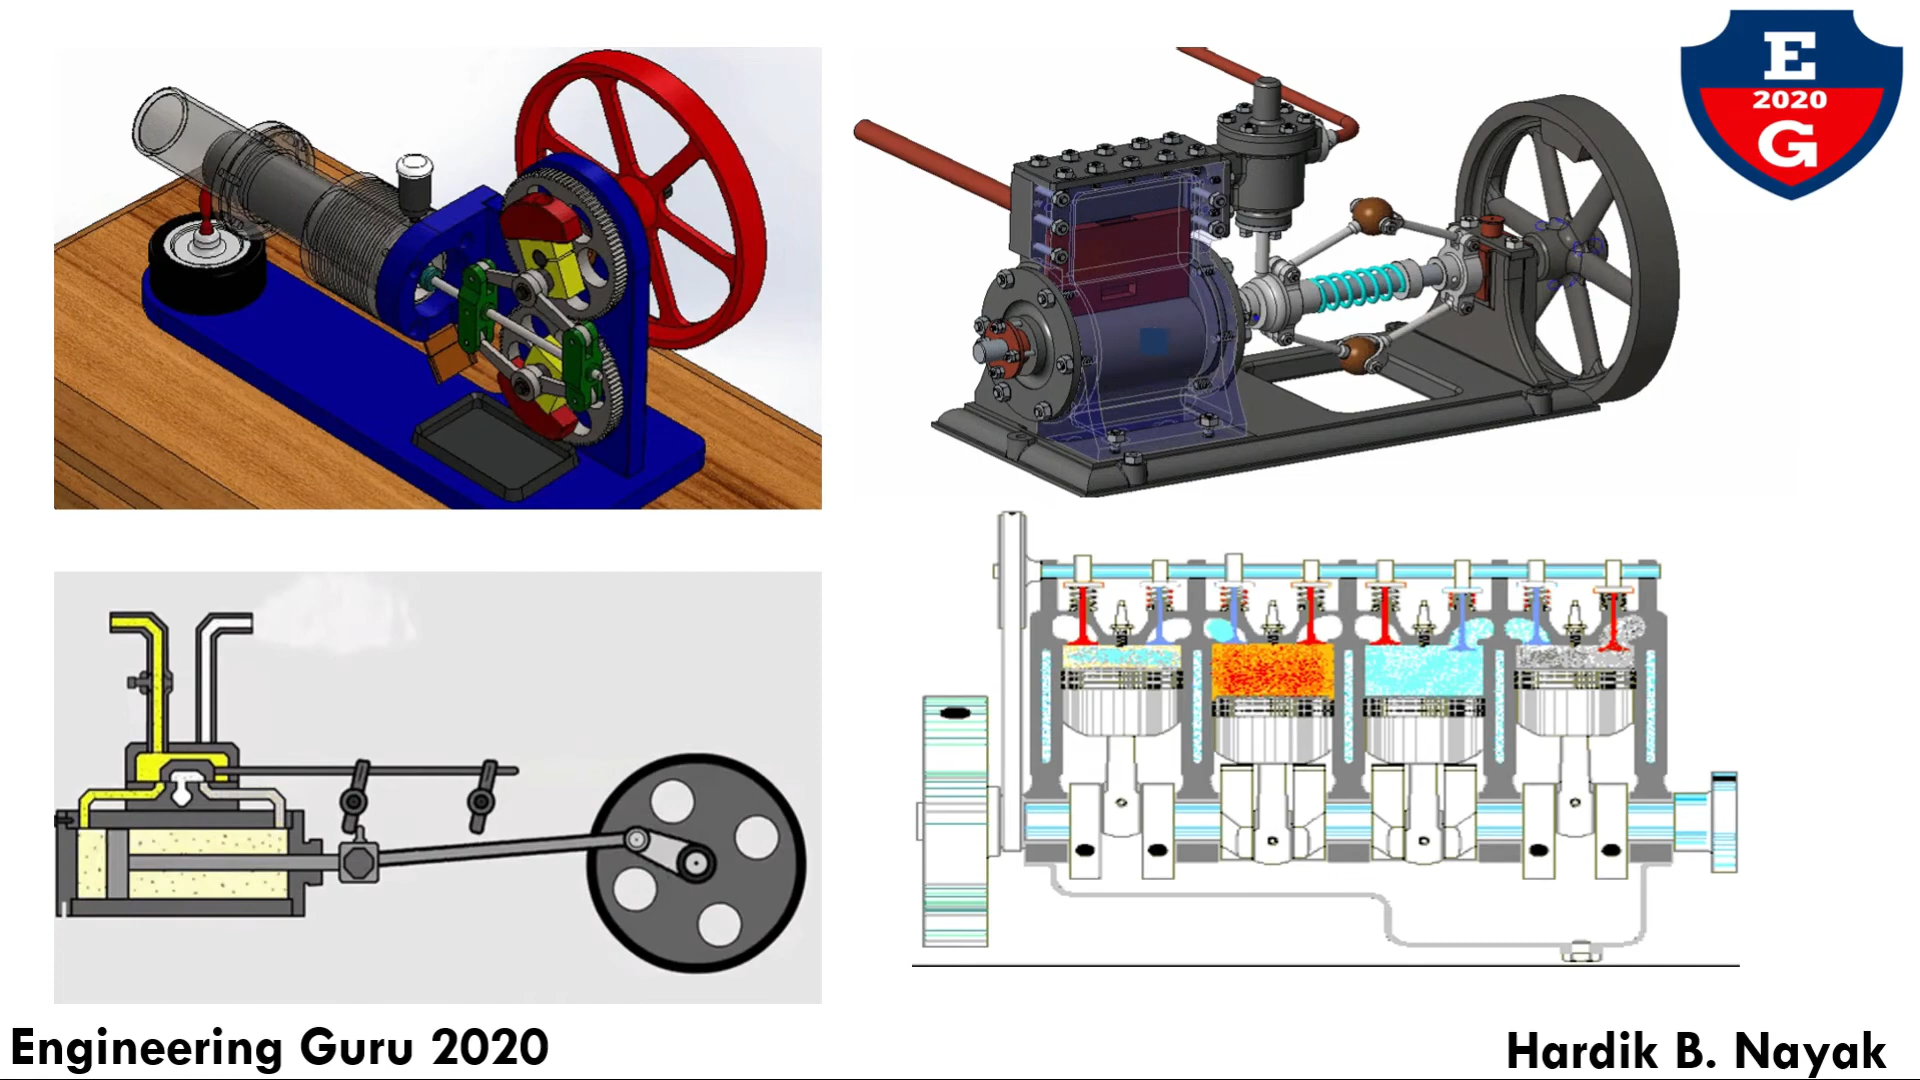 E
2020
G
Engineering Guru 2020
Hardik B. Nayak